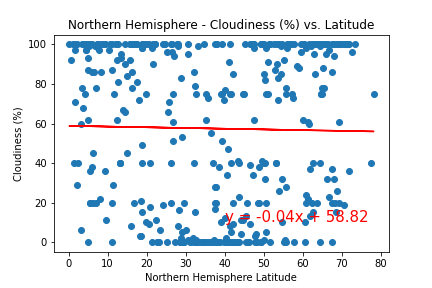 Northern Hemisphere - Cloudiness (%) vs. Latitude
100
80
60
40
20
0
Cloudiness (%)
y = -0.04x + 58.82
0 10 20 30 40 50 60 70 80
Northern Hemisphere Latitude